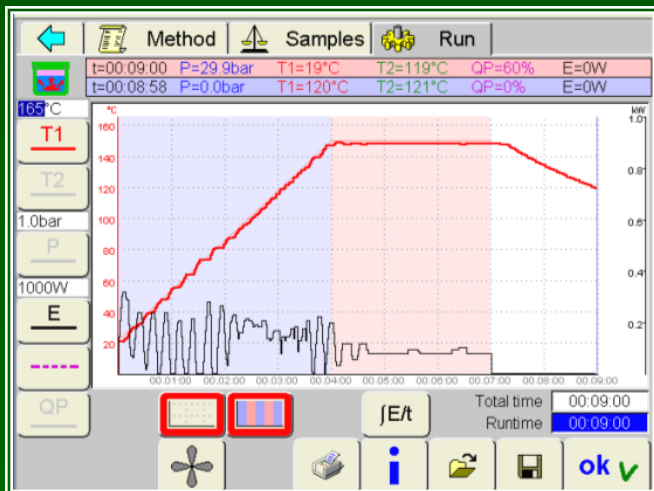 Method Samples Run
t=00:09:00 P=29.9bar T1=19°C T2=119°C QP=60% E=0W
t=00:08:58 P=0.0bar T1=120°C T2=121°C QP=0% E=0W
165°C
°C
kW
160
1.0
T1
140
0.8
T2
120
1.0bar
100
0.6
P
80
1000W
60
0.4
E
40
0.2
20
00.01:00 00.02:00 00.03:00 00.04:00 00.05:00 00.06:00 00.07:00 00.08:00 00.09:00
QP
∫E/t
Total time 00:09:00
Runtime 00:09:00
i
ok